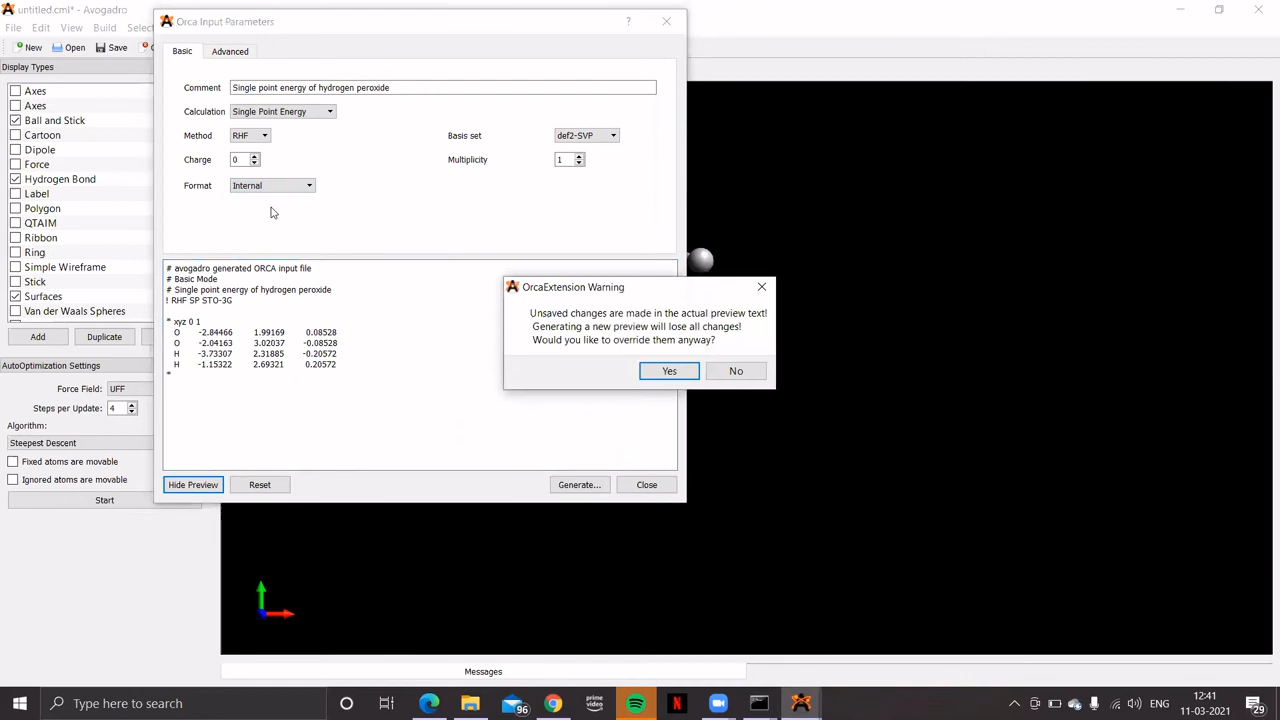 untitled.cml* - Avogadro
File Edit View Build Select
New Open Save
Display Types
Axes
Axes
Ball and Stick
Cartoon
Dipole
Force
Hydrogen Bond
Label
Polygon
QTAIM
Ribbon
Ring
Simple Wireframe
Stick
Surfaces
Van der Waals Spheres
Add Duplicate
AutoOptimization Settings
Force Field: UFF
Steps per Update: 4
Algorithm:
Steepest Descent
Fixed atoms are movable
Ignored atoms are movable
Start
Orca Input Parameters
?
Basic Advanced
Comment Single point energy of hydrogen peroxide
Calculation Single Point Energy
Method RHF Basis set def2-SVP
Charge 0 Multiplicity 1
Format Internal
# avogadro generated ORCA input file
# Basic Mode
# Single point energy of hydrogen peroxide
! RHF SP STO-3G
* xyz 0 1
O -2.84466 1.99169 0.08528
O -2.04163 3.02037 -0.08528
H -3.73307 2.31885 -0.20572
H -1.15322 2.69321 0.20572
*
Hide Preview Reset Generate... Close
OrcaExtension Warning
Unsaved changes are made in the actual preview text!
Generating a new preview will lose all changes!
Would you like to override them anyway?
Yes No
Messages
Type here to search
96
prime video
N
ENG
12:41
11-03-2021
29